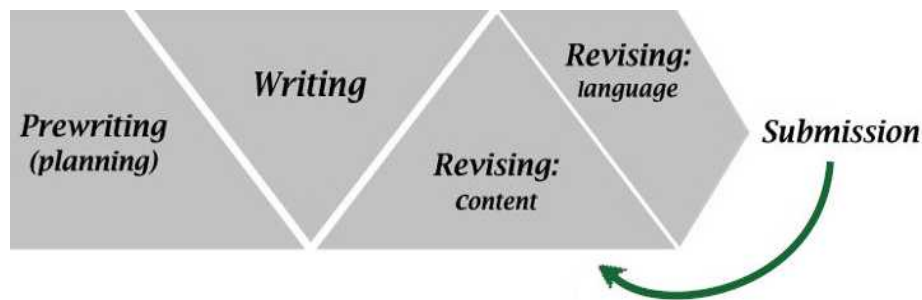 Prewriting
(planning)
Writing
Revising:
content
Revising:
language
Submission